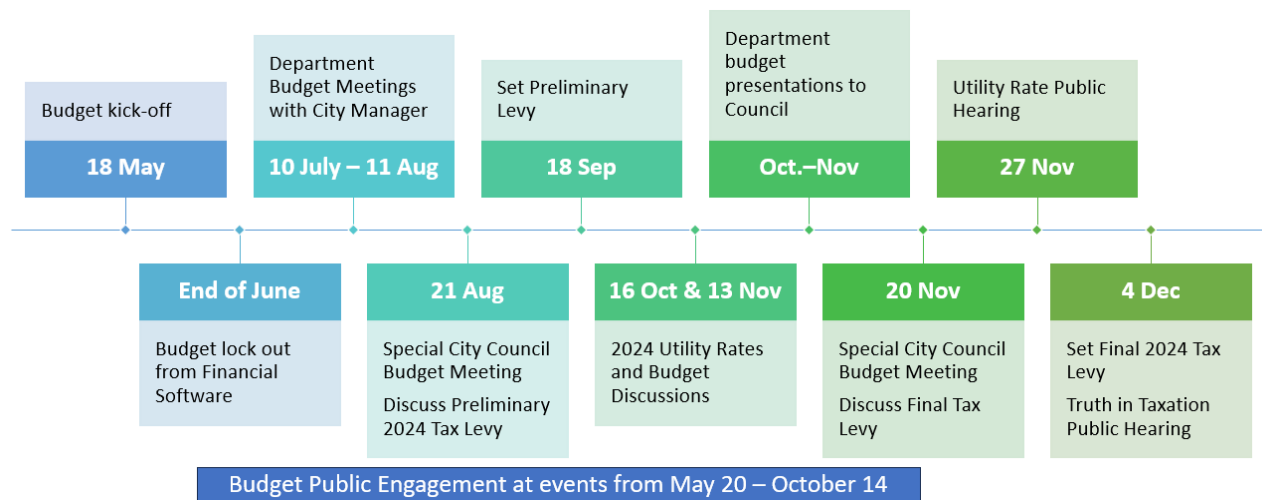 Budget kick-off
18 May
Department
Budget Meetings
with City Manager
10 July – 11 Aug
Set Preliminary
Levy
18 Sep
Department
budget
presentations to
Council
Oct.–Nov
Utility Rate Public
Hearing
27 Nov
End of June
Budget lock out
from Financial
Software
21 Aug
Special City Council
Budget Meeting
Discuss Preliminary
2024 Tax Levy
16 Oct & 13 Nov
2024 Utility Rates
and Budget
Discussions
20 Nov
Special City Council
Budget Meeting
Discuss Final Tax
Levy
4 Dec
Set Final 2024 Tax
Levy
Truth in Taxation
Public Hearing
Budget Public Engagement at events from May 20 – October 14